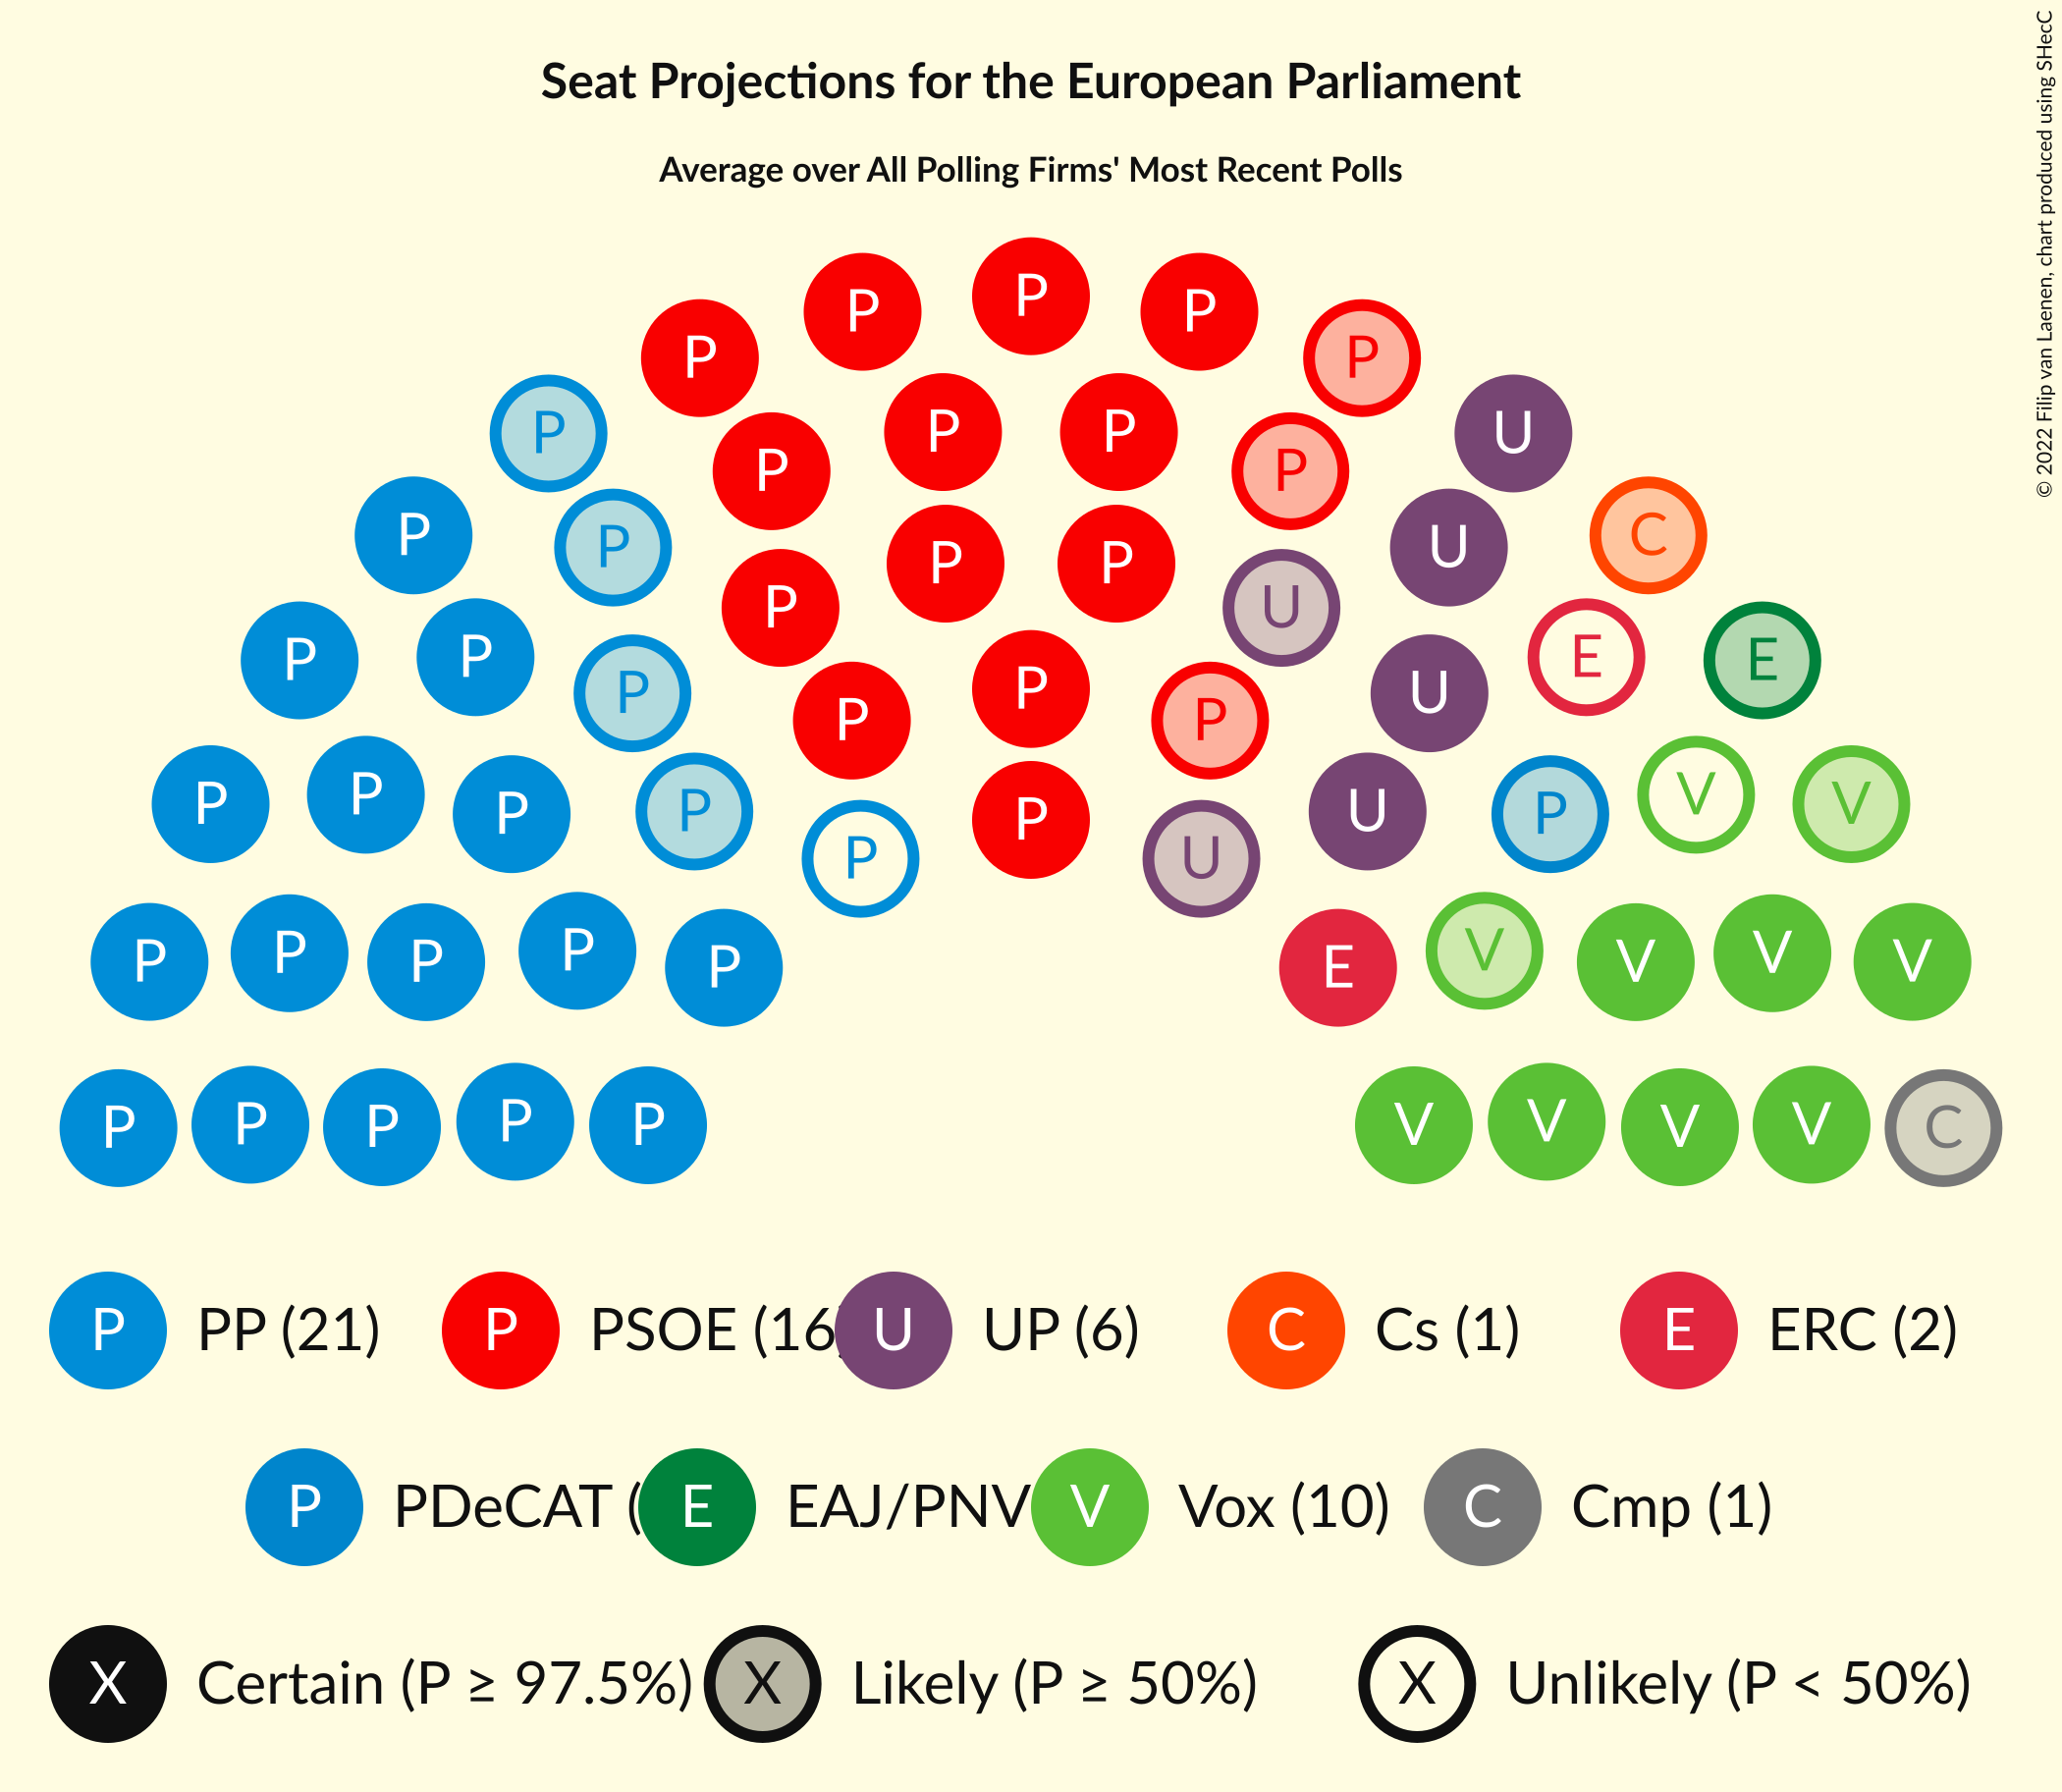 © 2022 Filip van Laenen, chart produced using SHecC
Seat Projections for the European Parliament
Average over All Polling Firms' Most Recent Polls
P
P P
P P
P P P U
P P
P P P P U C
P U
P P E E
P P U
P P
P P P P P U P V V
P U
P P P P P E V V V V
P P P P P V V V V C
P PP (21) P PSOE (16 U UP (6) C Cs (1) E ERC (2)
P PDeCAT ( E EAJ/PNV V Vox (10) C Cmp (1)
X Certain (P ≥ 97.5%) X Likely (P ≥ 50%) X Unlikely (P < 50%)